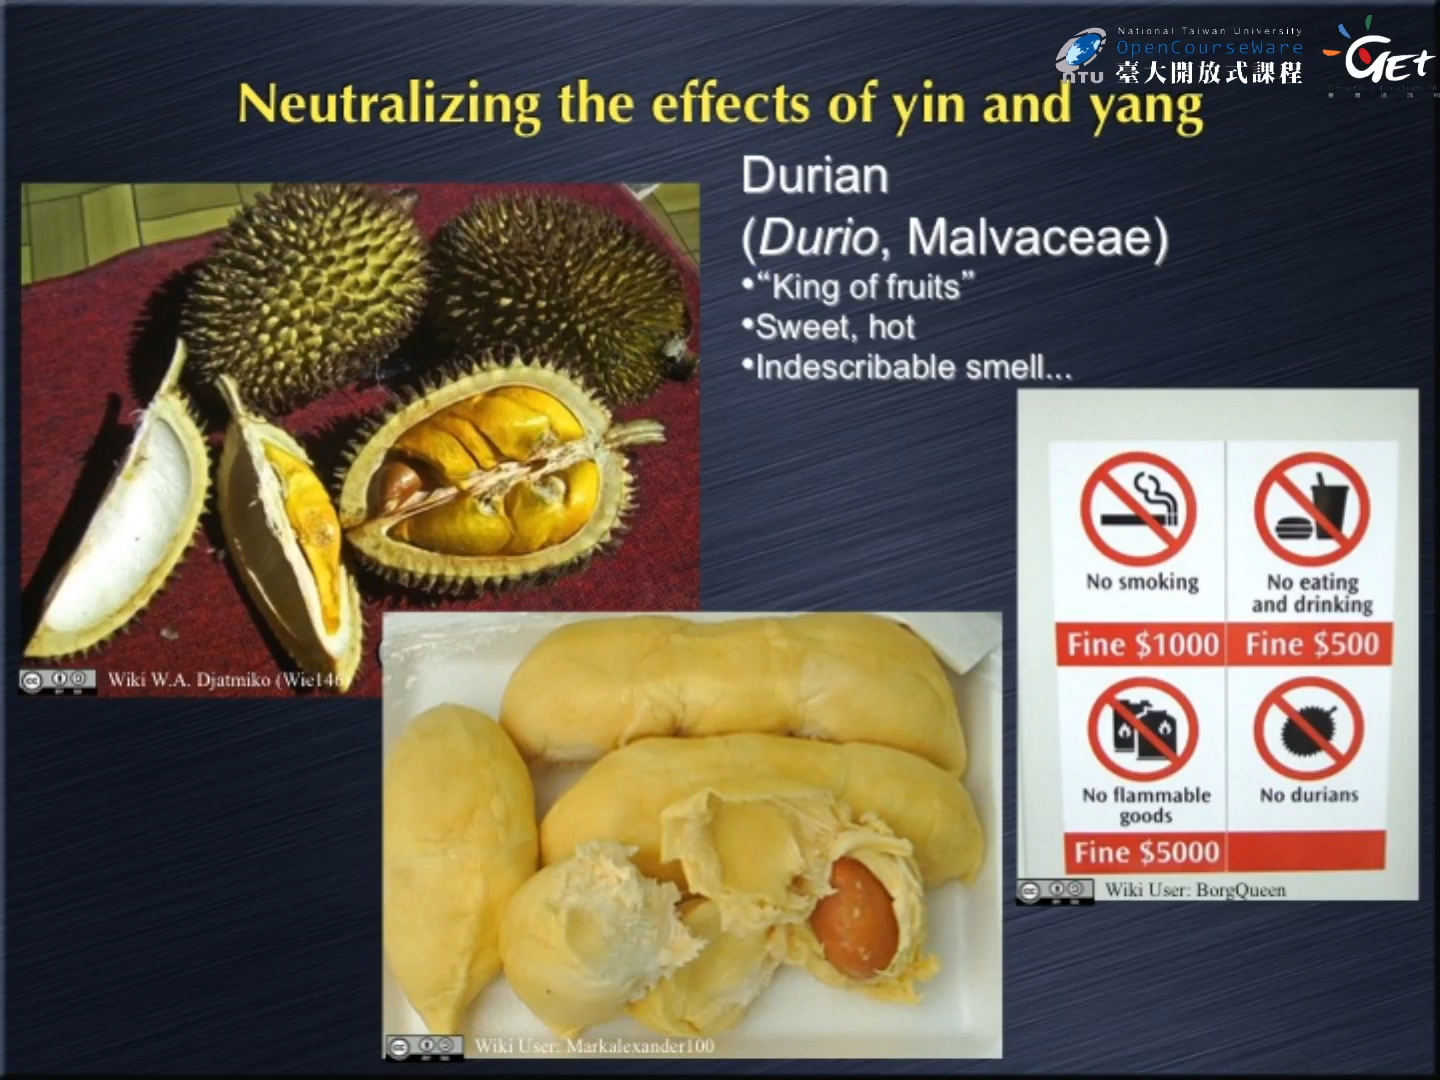 National Taiwan University
OpenCourseWare
臺大開放式課程
NTU
GET
Neutralizing the effects of yin and yang
Durian
(Durio, Malvaceae)
•“King of fruits”
•Sweet, hot
•Indescribable smell...
No smoking
No eating
and drinking
Fine $1000
Fine $500
No flammable
goods
No durians
Fine $5000
Wiki User: BorgQueen
Wiki W.A. Djatmiko (Wie146)
Wiki User: Markalexander100